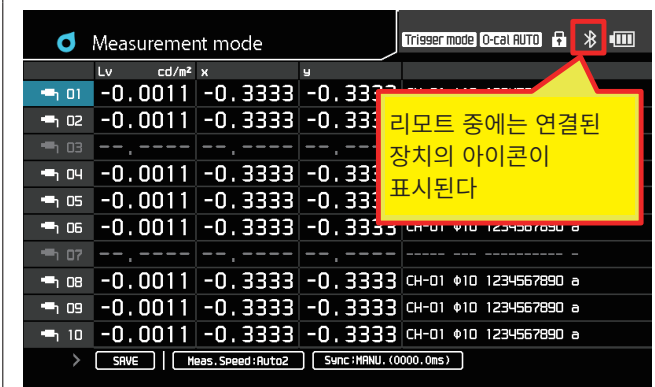 Measurement mode Trigger mode O-cal AUTO
Lv cd/m² x y
01 -0.0011 -0.3333 -0.3333
02 -0.0011 -0.3333 -0.333
03 --.---- --.---- --.---
04 -0.0011 -0.3333 -0.333
05 -0.0011 -0.3333 -0.333
06 -0.0011 -0.3333 -0.3333 CH-01 Φ10 1234567890 a
07 --.---- --.---- --.---- ----- --- ---------- -
08 -0.0011 -0.3333 -0.3333 CH-01 Φ10 1234567890 a
09 -0.0011 -0.3333 -0.3333 CH-01 Φ10 1234567890 a
10 -0.0011 -0.3333 -0.3333 CH-01 Φ10 1234567890 a
> SAVE Meas.Speed:Auto2 Sync:MANU.(0000.0ms)
리모트 중에는 연결된
장치의 아이콘이
표시된다